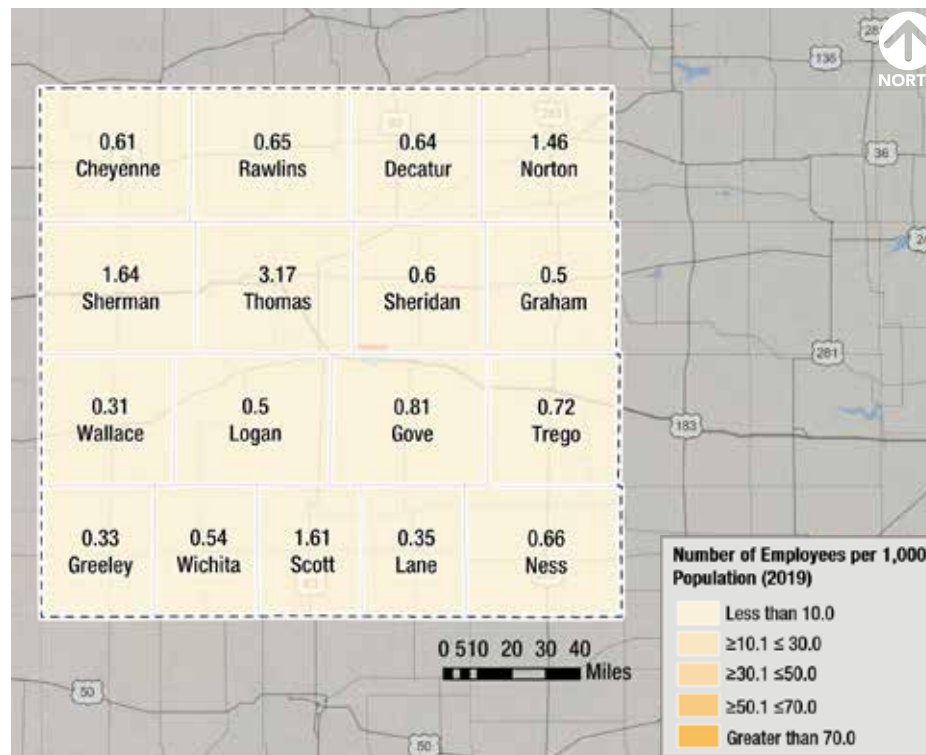 281
136
NORT
0.61
Cheyenne
0.65
Rawlins
0.64
Decatur
1.46
Norton
36
1.64
Sherman
3.17
Thomas
0.6
Sheridan
0.5
Graham
24
281
0.31
Wallace
0.5
Logan
0.81
Gove
0.72
Trego
183
0.33
Greeley
0.54
Wichita
1.61
Scott
0.35
Lane
0.66
Ness
83
Number of Employees per 1,000
Population (2019)
Less than 10.0
≥10.1 ≤ 30.0
≥30.1 ≤50.0
≥50.1 ≤70.0
Greater than 70.0
0 5 10 20 30 40
Miles
50
50